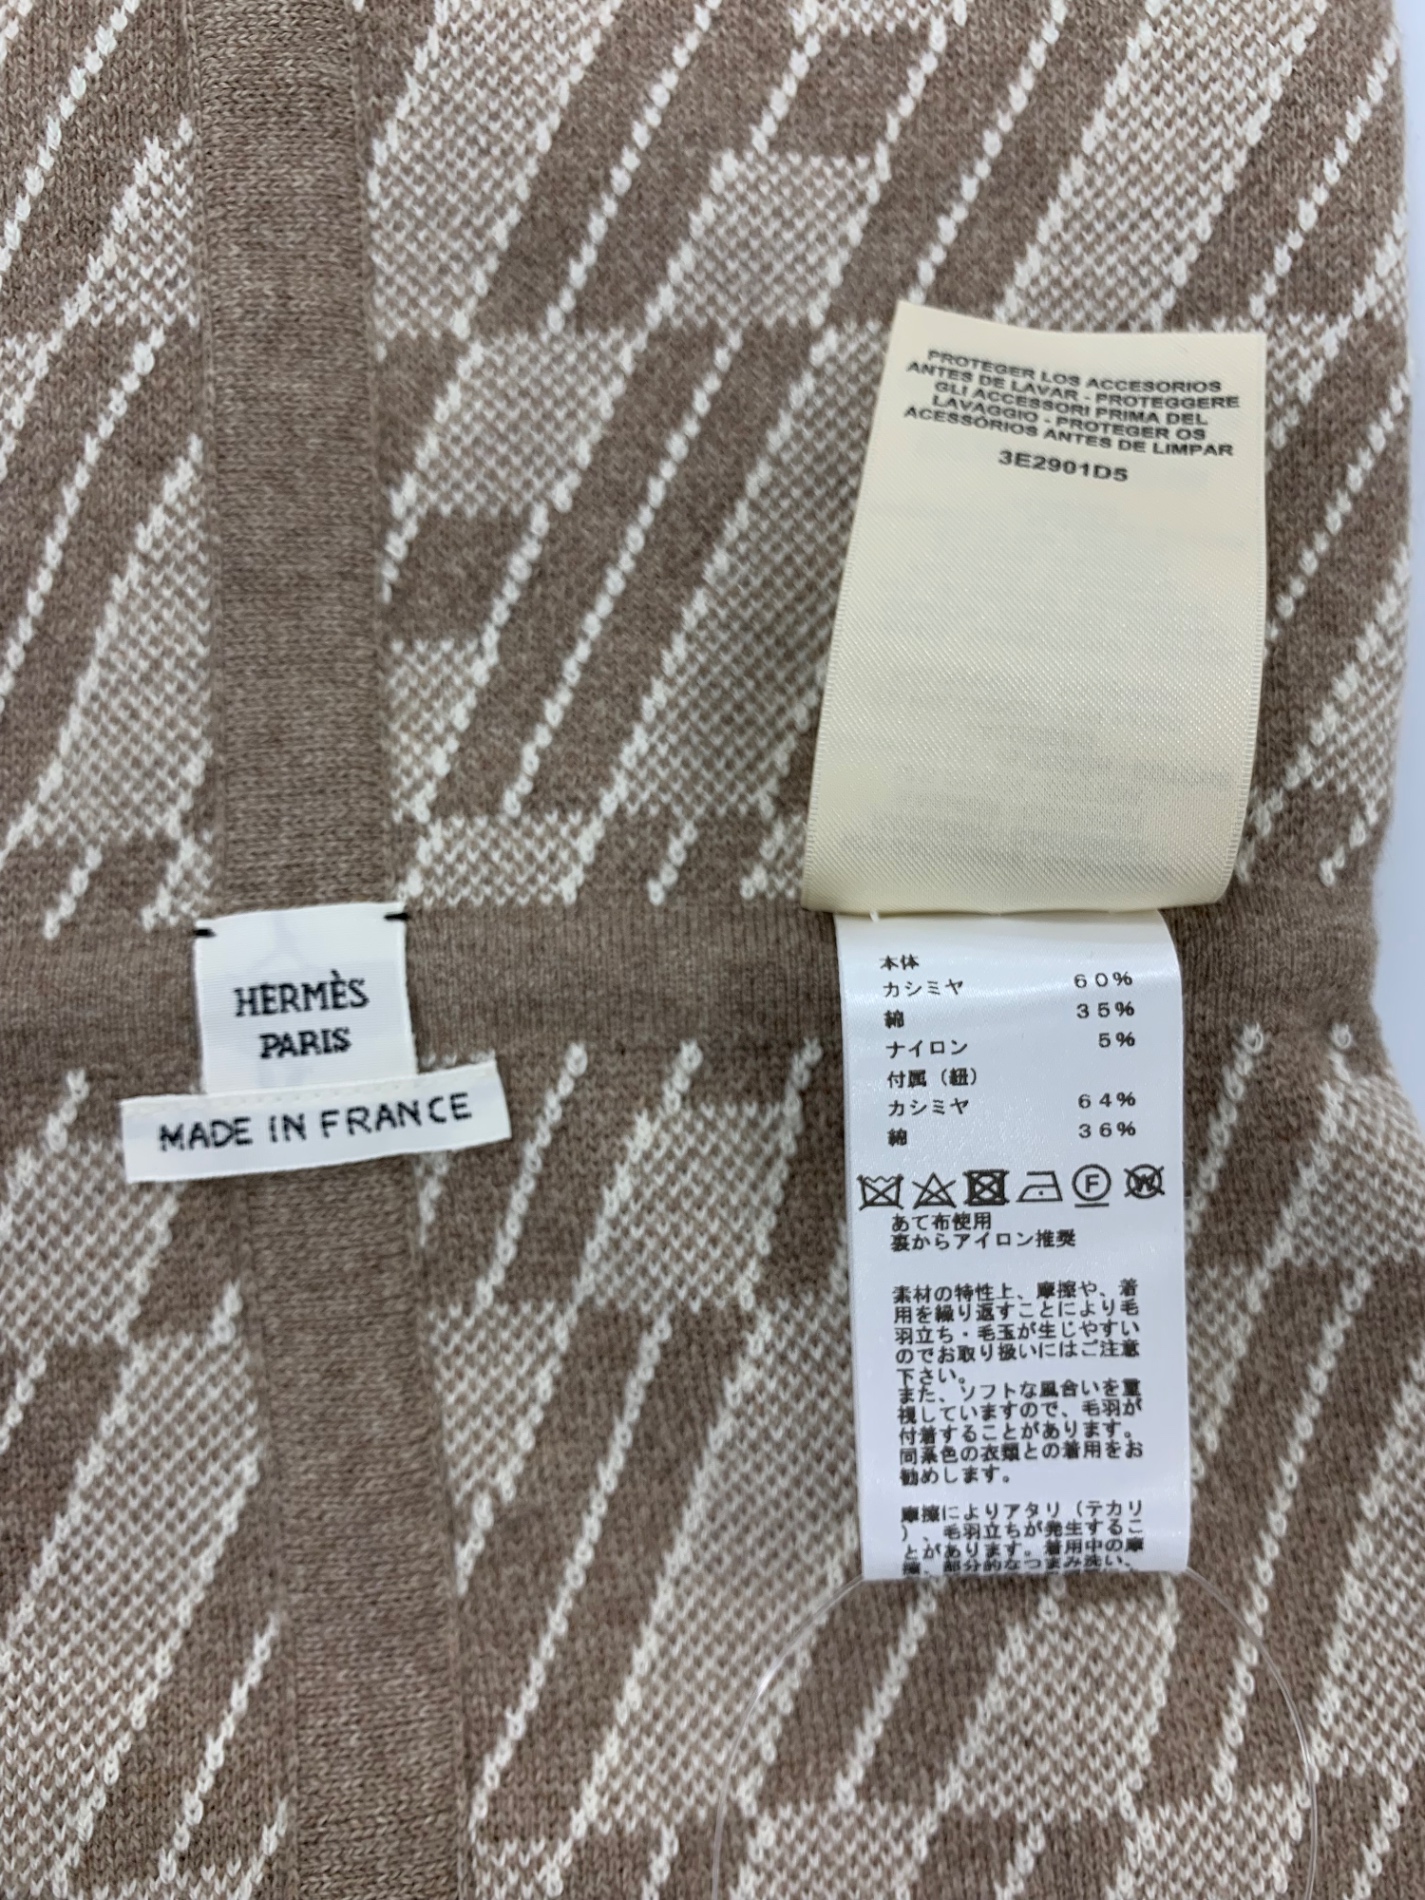 PROTEGER LOS ACCESORIOS
ANTES DE LAVAR - PROTEGGERE
GLI ACCESSORI PRIMA DEL
LAVAGGIO - PROTEGER OS
ACESSÓRIOS ANTES DE LIMPAR
3E2901D5
HERMÈS
PARIS
MADE IN FRANCE
本体
カシミヤ 60%
綿 35%
ナイロン 5%
付属（紐）
カシミヤ 64%
綿 36%
F W
あて布使用
裏からアイロン推奨
素材の特性上、摩擦や、着
用を繰り返すことにより毛
羽立ち・毛玉が生じやすい
のでお取り扱いにはご注意
下さい。
また、ソフトな風合いを重
視していますので、毛羽が
付着することがあります。
同系色の衣類との着用をお
勧めします。
摩擦によりアタリ（テカリ
）、毛羽立ちが発生するこ
とがあります。着用中の摩
擦、部分的なつまみ洗い、